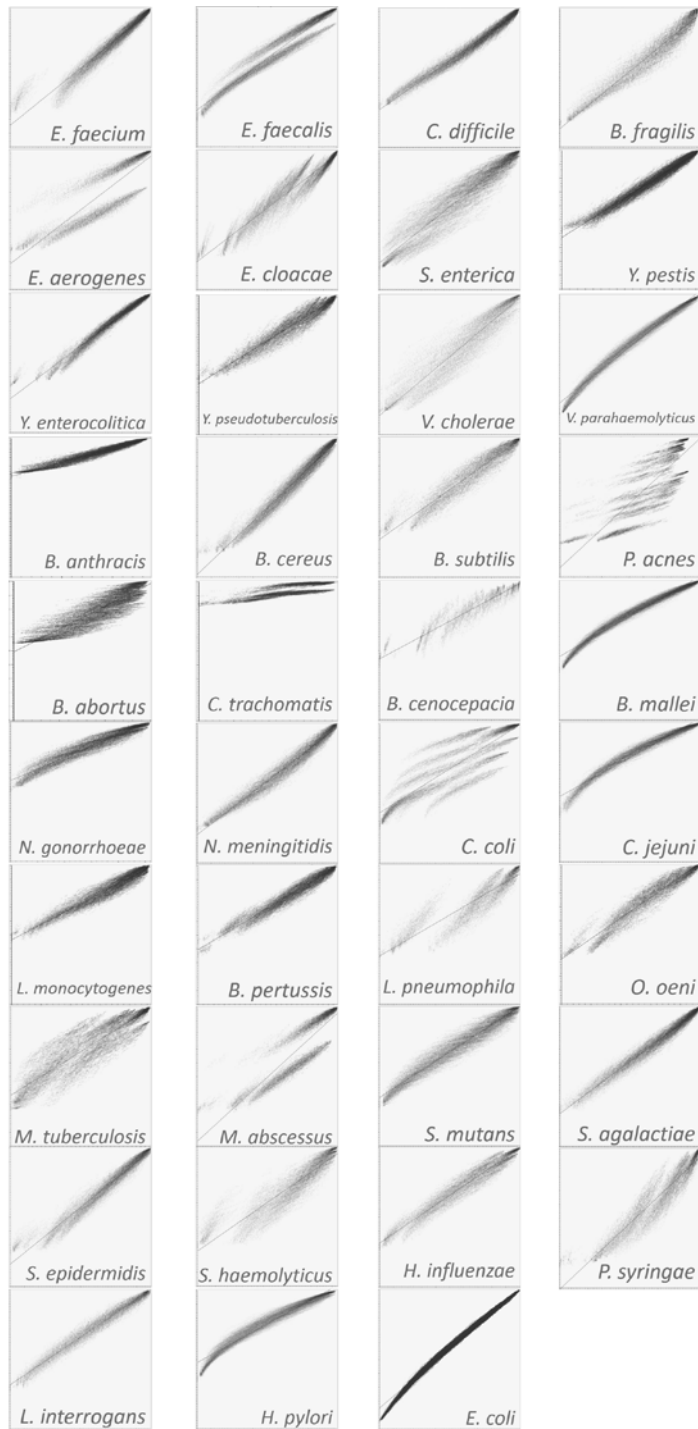 E. faecium
E. faecalis
C. difficile
B. fragilis
E. aerogenes
E. cloacae
S. enterica
Y. pestis
Y. enterocolitica
Y. pseudotuberculosis
V. cholerae
V. parahaemolyticus
B. anthracis
B. cereus
B. subtilis
P. acnes
B. abortus
C. trachomatis
B. cenocepacia
B. mallei
N. gonorrhoeae
N. meningitidis
C. coli
C. jejuni
L. monocytogenes
B. pertussis
L. pneumophila
O. oeni
M. tuberculosis
M. abscessus
S. mutans
S. agalactiae
S. epidermidis
S. haemolyticus
H. influenzae
P. syringae
L. interrogans
H. pylori
E. coli